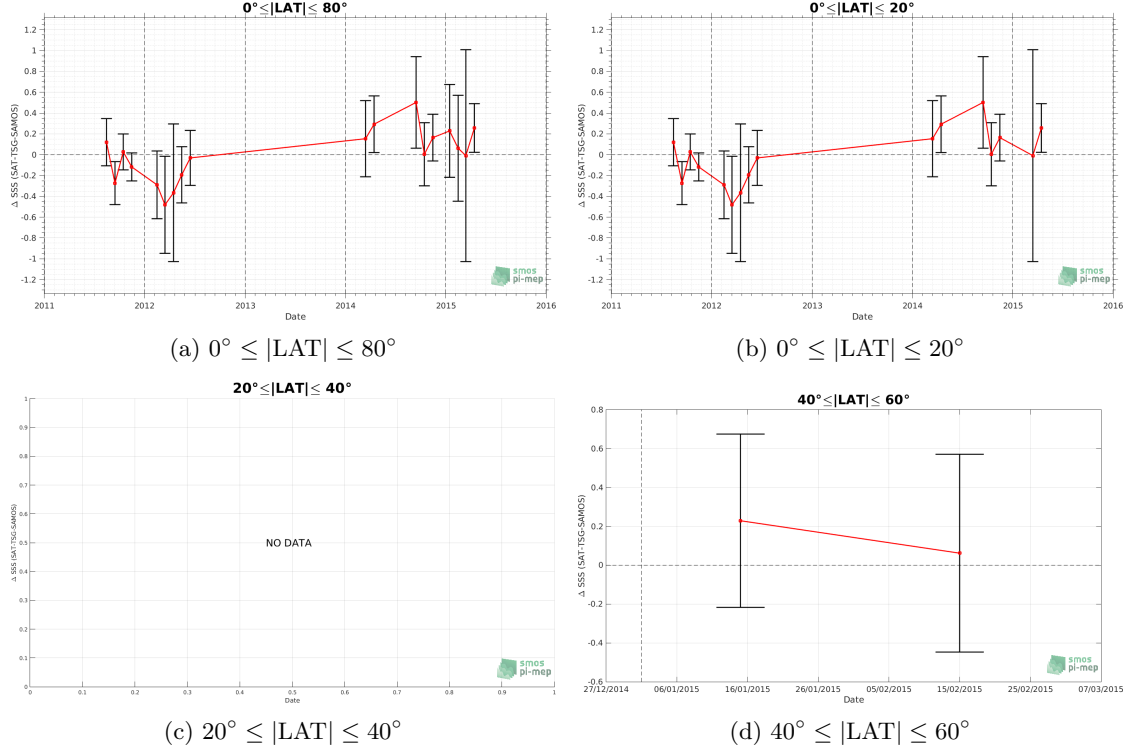 0°≤|LAT|≤ 80°
Δ SSS (SAT-TSG-SAMOS)
1.2
1
0.8
0.6
0.4
0.2
0
-0.2
-0.4
-0.6
-0.8
-1
-1.2
2011 2012 2013 2014 2015 2016
Date
smos
pi-mep
(a) 0° ≤ |LAT| ≤ 80°
0°≤|LAT|≤ 20°
Δ SSS (SAT-TSG-SAMOS)
1.2
1
0.8
0.6
0.4
0.2
0
-0.2
-0.4
-0.6
-0.8
-1
-1.2
2011 2012 2013 2014 2015 2016
Date
smos
pi-mep
(b) 0° ≤ |LAT| ≤ 20°
20°≤|LAT|≤ 40°
Δ SSS (SAT-TSG-SAMOS)
1
0.9
0.8
0.7
0.6
0.5
0.4
0.3
0.2
0.1
0
NO DATA
0 0.1 0.2 0.3 0.4 0.5 0.6 0.7 0.8 0.9 1
Date
smos
pi-mep
(c) 20° ≤ |LAT| ≤ 40°
40°≤|LAT|≤ 60°
Δ SSS (SAT-TSG-SAMOS)
0.8
0.6
0.4
0.2
0
-0.2
-0.4
-0.6
27/12/2014 06/01/2015 16/01/2015 26/01/2015 05/02/2015 15/02/2015 25/02/2015 07/03/2015
Date
smos
pi-mep
(d) 40° ≤ |LAT| ≤ 60°